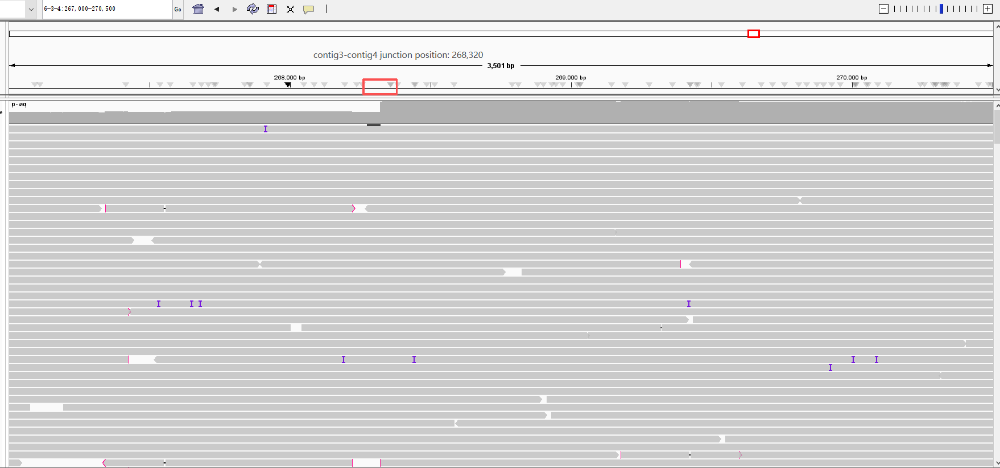 6-3-4:267,000-270,500
Go
contig3-contig4 junction position: 268,320
3,501 bp
268,000 bp
269,000 bp
270,000 bp
[0 - 490]
e